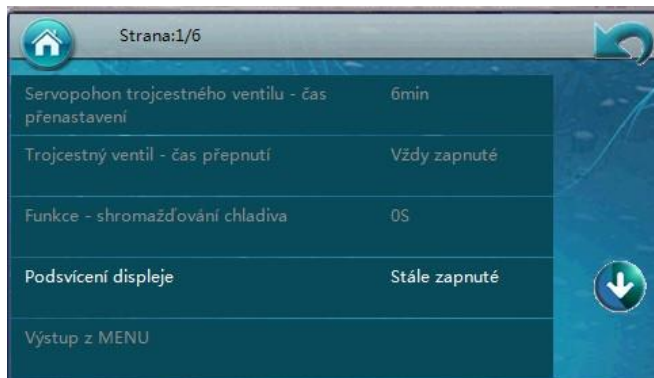 Strana:1/6
Servopohon trojcestného ventilu - čas 6min
přenastavení
Trojcestný ventil - čas přepnutí Vždy zapnuté
Funkce - shromažďování chladiva 0S
Podsvícení displeje Stále zapnuté
Výstup z MENU